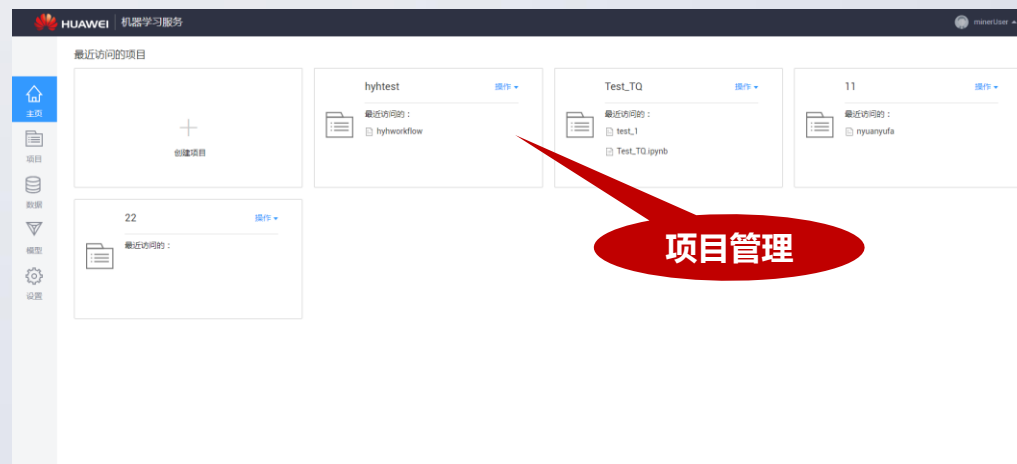 HUAWEI 机器学习服务
minerUser
最近访问的项目
主页
项目
数据
模型
设置
创建项目
hyhtest 操作
最近访问的：
hyhworkflow
Test_TQ 操作
最近访问的：
test_1
Test_TQ.ipynb
11 操作
最近访问的：
nyuanyufa
22 操作
最近访问的：
项目管理